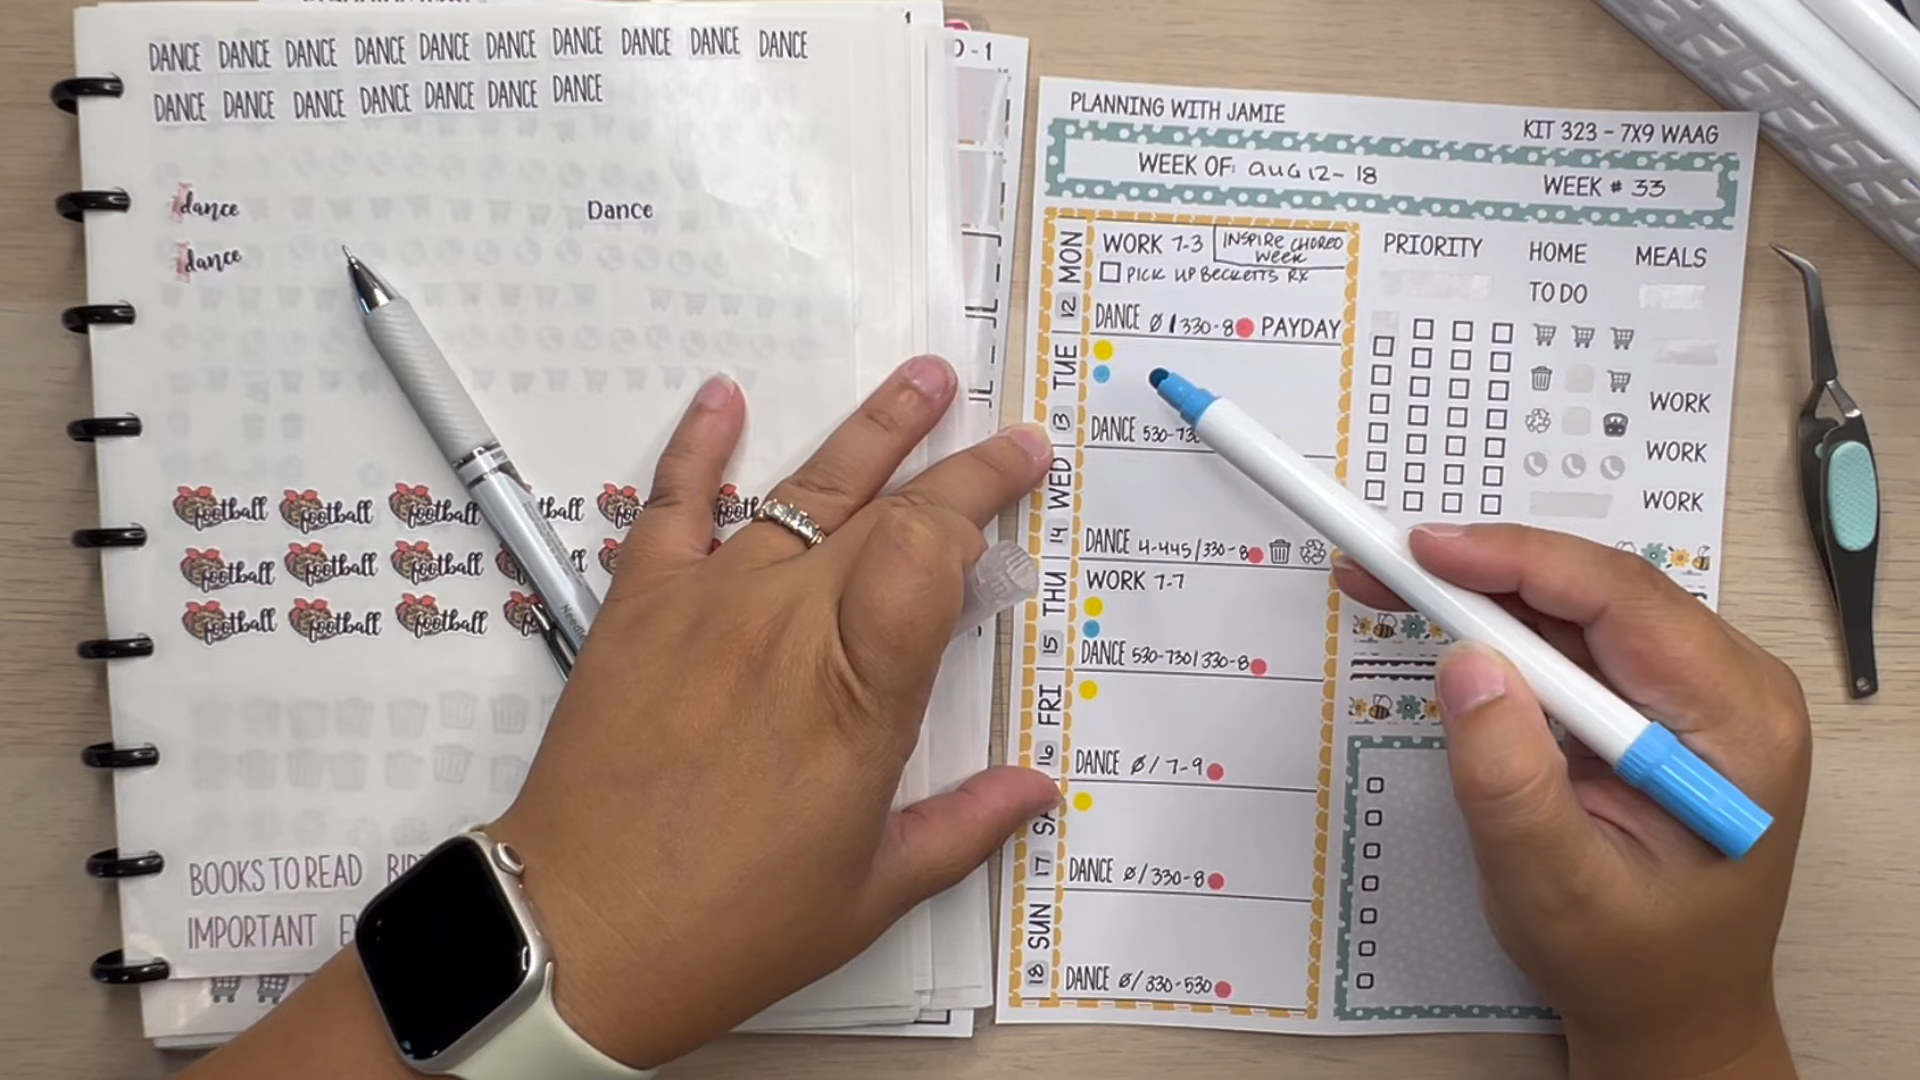 DANCE DANCE DANCE DANCE DANCE DANCE DANCE DANCE DANCE DANCE
DANCE DANCE DANCE DANCE DANCE DANCE DANCE
dance Dance
dance
football football football
football football football
football football football
BOOKS TO READ
IMPORTANT
Needle
PLANNING WITH JAMIE
KIT 323 - 7X9 WAAG
WEEK OF: AUG 12-18
WEEK # 33
MON 12
WORK 7-3 INSPIRE CHOREO WEEK
PICK UP BECKETTS RX
DANCE Ø/330-8 PAYDAY
TUE 13
DANCE 530-730
WED 14
DANCE 4-445/330-8
THU 15
WORK 7-7
DANCE 530-730/330-8
FRI 16
DANCE Ø/7-9
17
DANCE Ø/330-8
SUN 18
DANCE Ø/330-530
PRIORITY
HOME
TO DO
MEALS
WORK
WORK
WORK